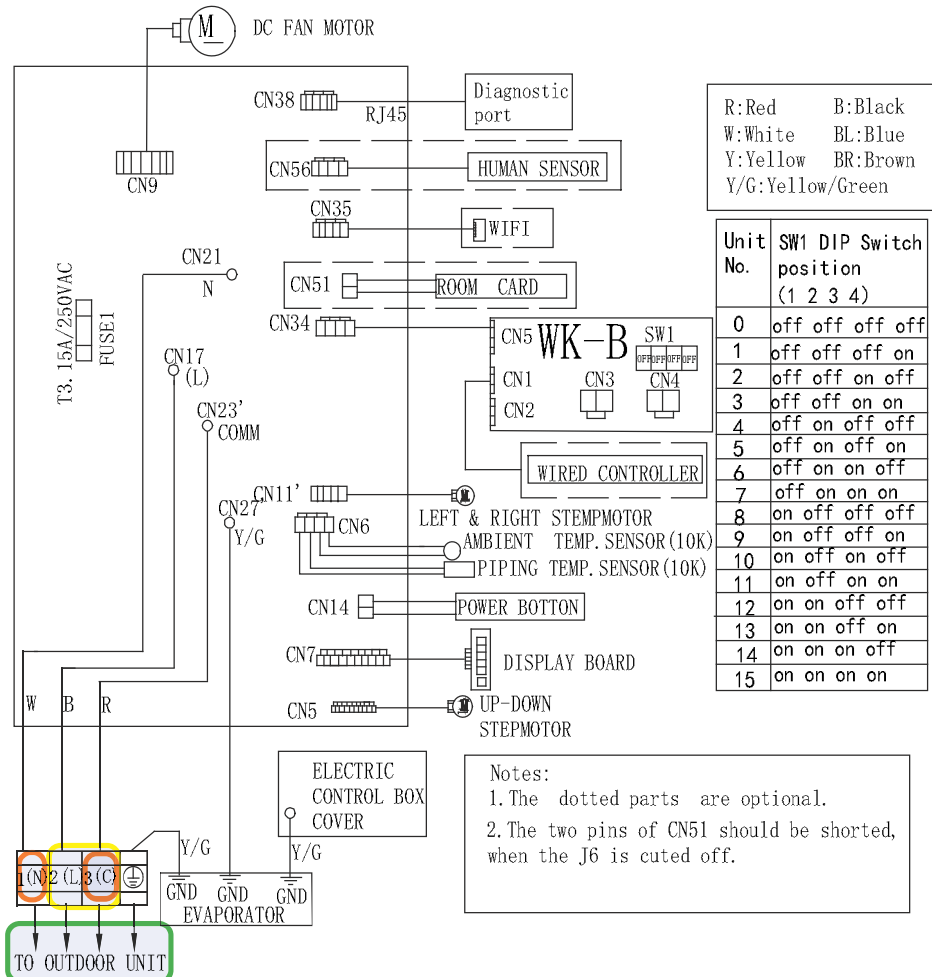 M DC FAN MOTOR
CN38
RJ45
Diagnostic
port
R:Red B:Black
W:White BL:Blue
Y:Yellow BR:Brown
Y/G:Yellow/Green
CN9
CN56
HUMAN SENSOR
CN35
WIFI
CN21
N
CN51
ROOM CARD
CN34
T3.15A/250VAC
FUSE1
CN17
(L)
CN23'
COMM
CN5 WK-B SW1
OFF OFF OFF OFF
CN1 CN3 CN4
CN2
WIRED CONTROLLER
CN11'
M
LEFT & RIGHT STEMPMOTOR
CN27'
Y/G
CN6
AMBIENT TEMP.SENSOR(10K)
PIPING TEMP.SENSOR(10K)
CN14
POWER BOTTON
CN7
DISPLAY BOARD
CN5
M
UP-DOWN
STEPMOTOR
Unit SW1 DIP Switch
No. position
(1 2 3 4)
0 off off off off
1 off off off on
2 off off on off
3 off off on on
4 off on off off
5 off on off on
6 off on on off
7 off on on on
8 on off off off
9 on off off on
10 on off on off
11 on off on on
12 on on off off
13 on on off on
14 on on on off
15 on on on on
W B R
ELECTRIC
CONTROL BOX
COVER
Y/G
Y/G
1(N) 2(L) 3(C)
GND GND GND
EVAPORATOR
TO OUTDOOR UNIT
Notes:
1.The dotted parts are optional.
2.The two pins of CN51 should be shorted,
when the J6 is cuted off.